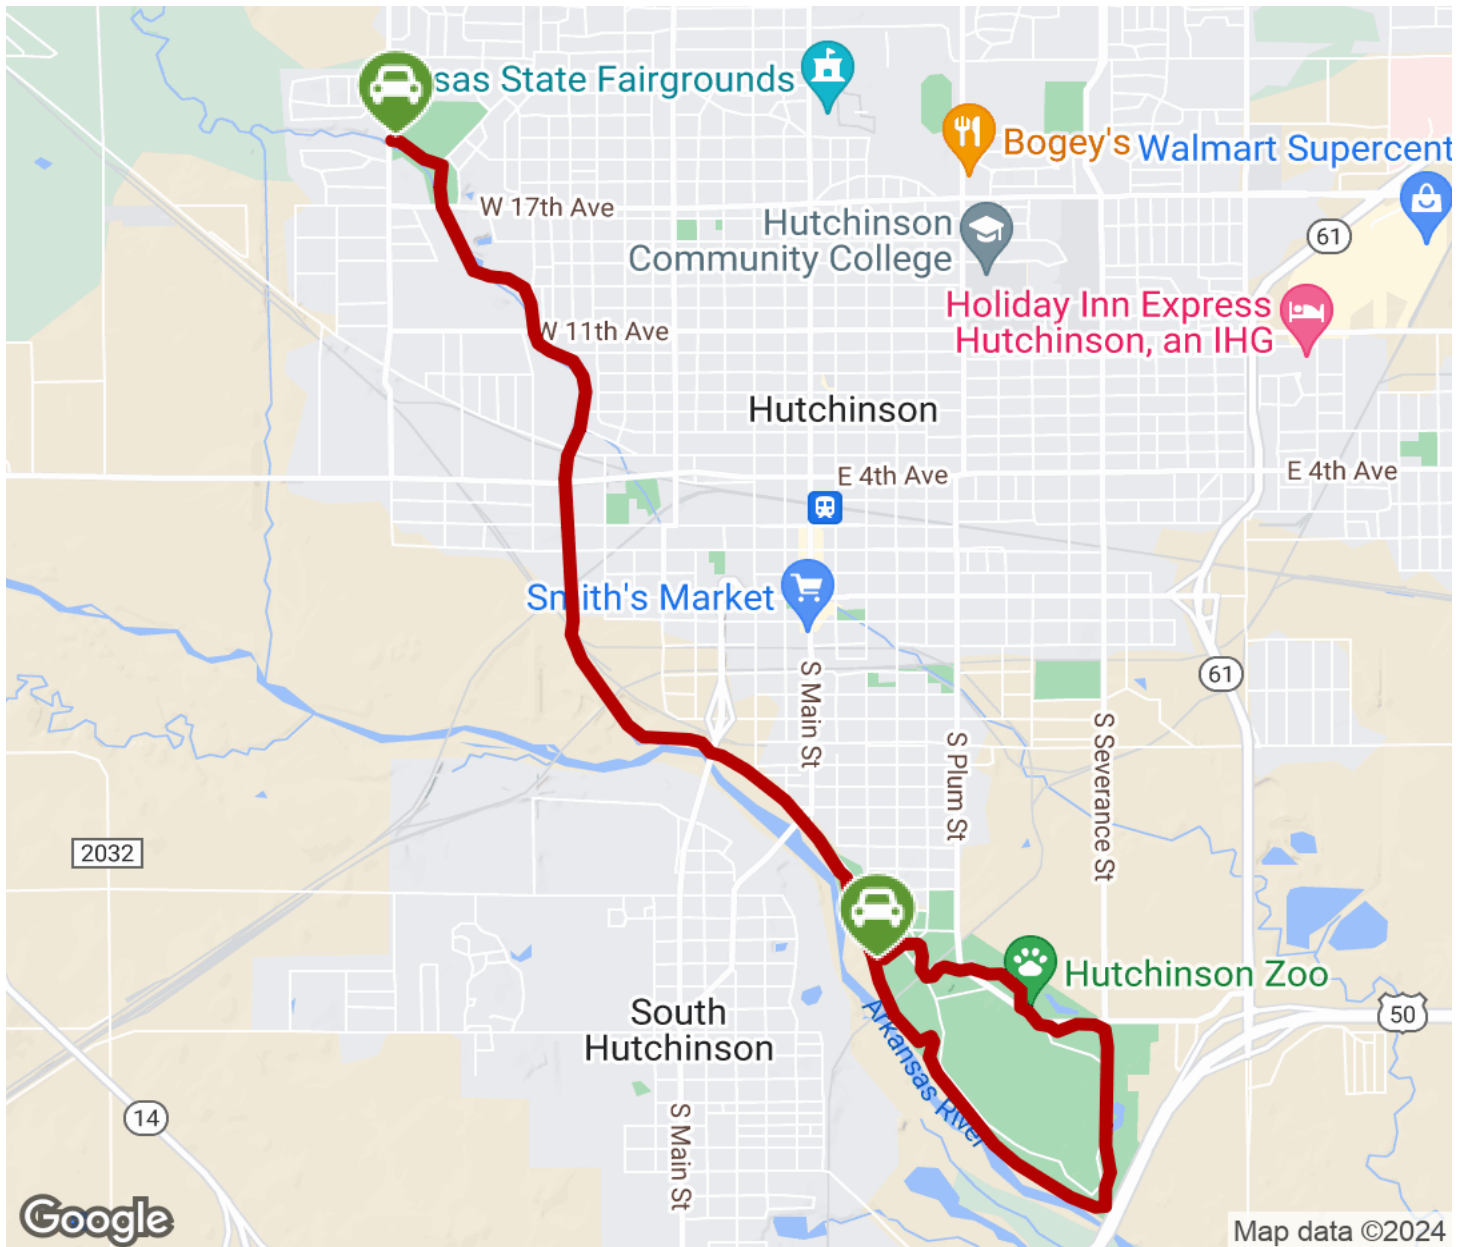 sas State Fairgrounds
Bogey's
Walmart Supercent
W 17th Ave
Hutchinson
Community College
61
Holiday Inn Express
Hutchinson, an IHG
W 11th Ave
Hutchinson
E 4th Ave
E 4th Ave
Smith's Market
61
S Main St
S Plum St
S Severance St
2032
Hutchinson Zoo
South
Hutchinson
Arkansas River
50
14
S Main St
Google
Map data ©2024